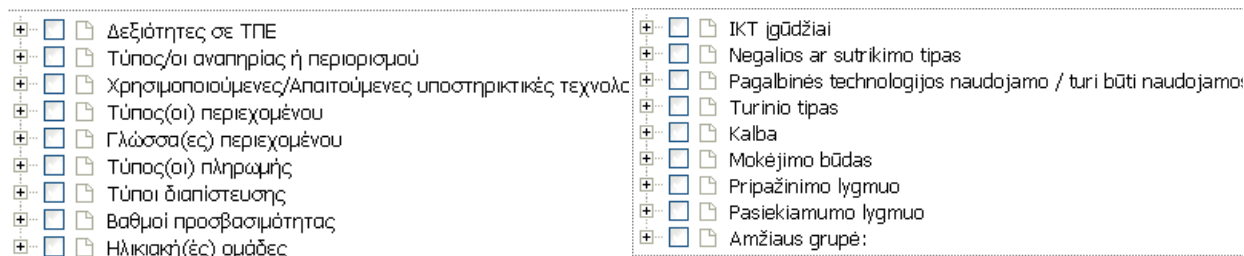 Δεξιότητες σε ΤΠΕ
Τύπος/οι αναπηρίας ή περιορισμού
Χρησιμοποιούμενες/Απαιτούμενες υποστηρικτικές τεχνολο
Τύπος(οι) περιεχομένου
Γλώσσα(ες) περιεχομένου
Τύπος(οι) πληρωμής
Τύποι διαπίστευσης
Βαθμοί προσβασιμότητας
Ηλικιακή(ές) ομάδες
IKT įgūdžiai
Negalios ar sutrikimo tipas
Pagalbinės technologijos naudojamo / turi būti naudojamos
Turinio tipas
Kalba
Mokėjimo būdas
Pripažinimo lygmuo
Pasiekiamumo lygmuo
Amžiaus grupė: